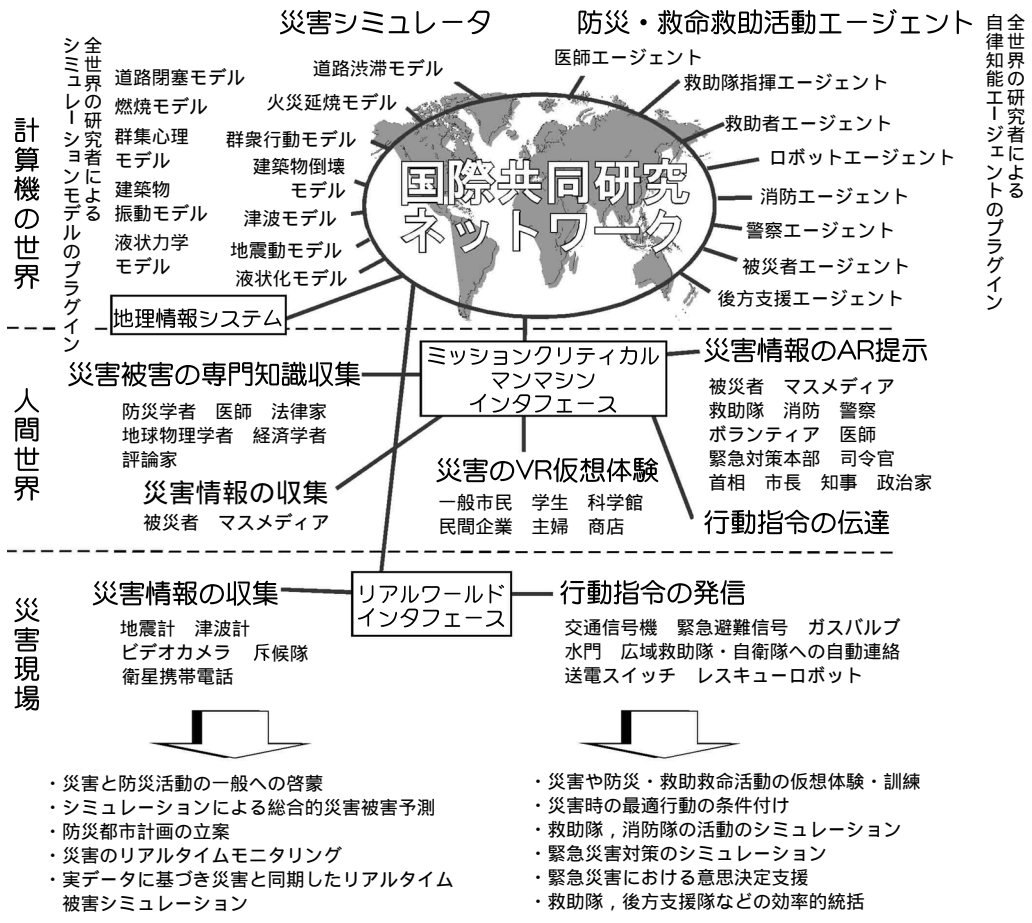 災害シミュレータ
防災・救命救助活動エージェント
計算機の世界
全世界の研究者による
シミュレーションモデルのプラグイン
道路閉塞モデル
燃焼モデル
群集心理
モデル
建築物
振動モデル
液状力学
モデル
道路渋滞モデル
火災延焼モデル
群衆行動モデル
建築物倒壊
モデル
津波モデル
地震動モデル
液状化モデル
地理情報システム
国際共同研究
ネットワーク
医師エージェント
救助隊指揮エージェント
救助者エージェント
ロボットエージェント
消防エージェント
警察エージェント
被災者エージェント
後方支援エージェント
全世界の研究者による
自律知能エージェントのプラグイン
人間世界
ミッションクリティカル
マンマシン
インタフェース
災害被害の専門知識収集
防災学者 医師 法律家
地球物理学者 経済学者
評論家
災害情報の収集
被災者 マスメディア
災害のVR仮想体験
一般市民 学生 科学館
民間企業 主婦 商店
災害情報のAR提示
被災者 マスメディア
救助隊 消防 警察
ボランティア 医師
緊急対策本部 司令官
首相 市長 知事 政治家
行動指令の伝達
災害現場
災害情報の収集
地震計 津波計
ビデオカメラ 斥候隊
衛星携帯電話
リアルワールド
インタフェース
行動指令の発信
交通信号機 緊急避難信号 ガスバルブ
水門 広域救助隊・自衛隊への自動連絡
送電スイッチ レスキューロボット
・災害と防災活動の一般への啓蒙
・シミュレーションによる総合的災害被害予測
・防災都市計画の立案
・災害のリアルタイムモニタリング
・実データに基づき災害と同期したリアルタイム
被害シミュレーション
・災害や防災・救助救命活動の仮想体験・訓練
・災害時の最適行動の条件付け
・救助隊，消防隊の活動のシミュレーション
・緊急災害対策のシミュレーション
・緊急災害における意思決定支援
・救助隊，後方支援隊などの効率的統括